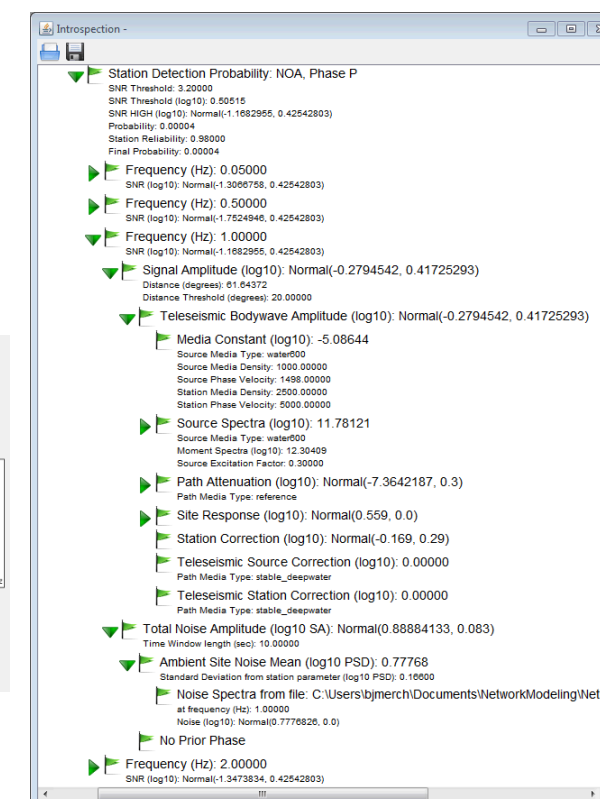 Introspection -
Station Detection Probability: NOA, Phase P
SNR Threshold: 3.20000
SNR Threshold (log10): 0.50515
SNR HIGH (log10): Normal(-1.1682955, 0.42542803)
Probability: 0.00004
Station Reliability: 0.98000
Final Probability: 0.00004
Frequency (Hz): 0.05000
SNR (log10): Normal(-1.3066758, 0.42542803)
Frequency (Hz): 0.50000
SNR (log10): Normal(-1.7524946, 0.42542803)
Frequency (Hz): 1.00000
SNR (log10): Normal(-1.1682955, 0.42542803)
Signal Amplitude (log10): Normal(-0.2794542, 0.41725293)
Distance (degrees): 61.64372
Distance Threshold (degrees): 20.00000
Teleseismic Bodywave Amplitude (log10): Normal(-0.2794542, 0.41725293)
Media Constant (log10): -5.08644
Source Media Type: water600
Source Media Density: 1000.00000
Source Phase Velocity: 1498.00000
Station Media Density: 2500.00000
Station Phase Velocity: 5000.00000
Source Spectra (log10): 11.78121
Source Media Type: water600
Moment Spectra (log10): 12.30409
Source Excitation Factor: 0.30000
Path Attenuation (log10): Normal(-7.3642187, 0.3)
Path Media Type: reference
Site Response (log10): Normal(0.559, 0.0)
Station Correction (log10): Normal(-0.169, 0.29)
Teleseismic Source Correction (log10): 0.00000
Path Media Type: stable_deepwater
Teleseismic Station Correction (log10): 0.00000
Path Media Type: stable_deepwater
Total Noise Amplitude (log10 SA): Normal(0.88884133, 0.083)
Time Window length (sec): 10.00000
Ambient Site Noise Mean (log10 PSD): 0.77768
Standard Deviation from station parameter (log10 PSD): 0.16600
Noise Spectra from file: C:\Users\bjmerch\Documents\NetworkModeling\Net
at frequency (Hz): 1.00000
Noise (log10): Normal(0.7776826, 0.0)
No Prior Phase
Frequency (Hz): 2.00000
SNR (log10): Normal(-1.3473834, 0.42542803)